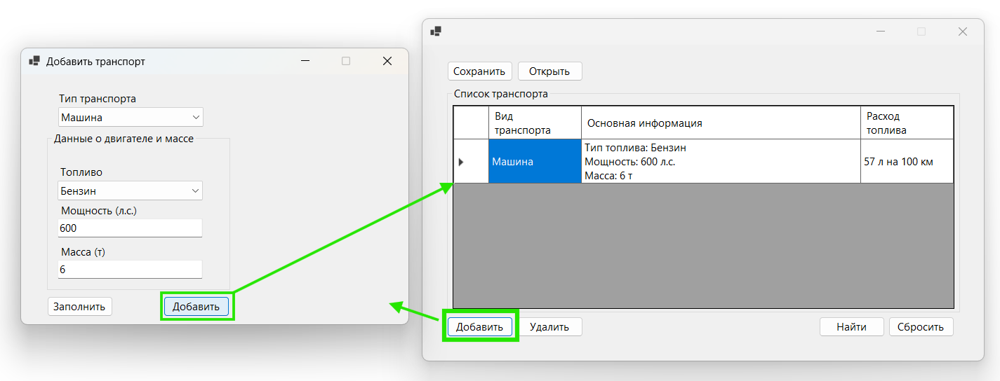 Добавить транспорт
Тип транспорта
Машина
Данные о двигателе и массе
Топливо
Бензин
Мощность (л.с.)
600
Масса (т)
6
Заполнить
Добавить
Сохранить
Открыть
Список транспорта
Вид
транспорта
Основная информация
Расход
топлива
Машина
Тип топлива: Бензин
Мощность: 600 л.с.
Масса: 6 т
57 л на 100 км
Добавить
Удалить
Найти
Сбросить